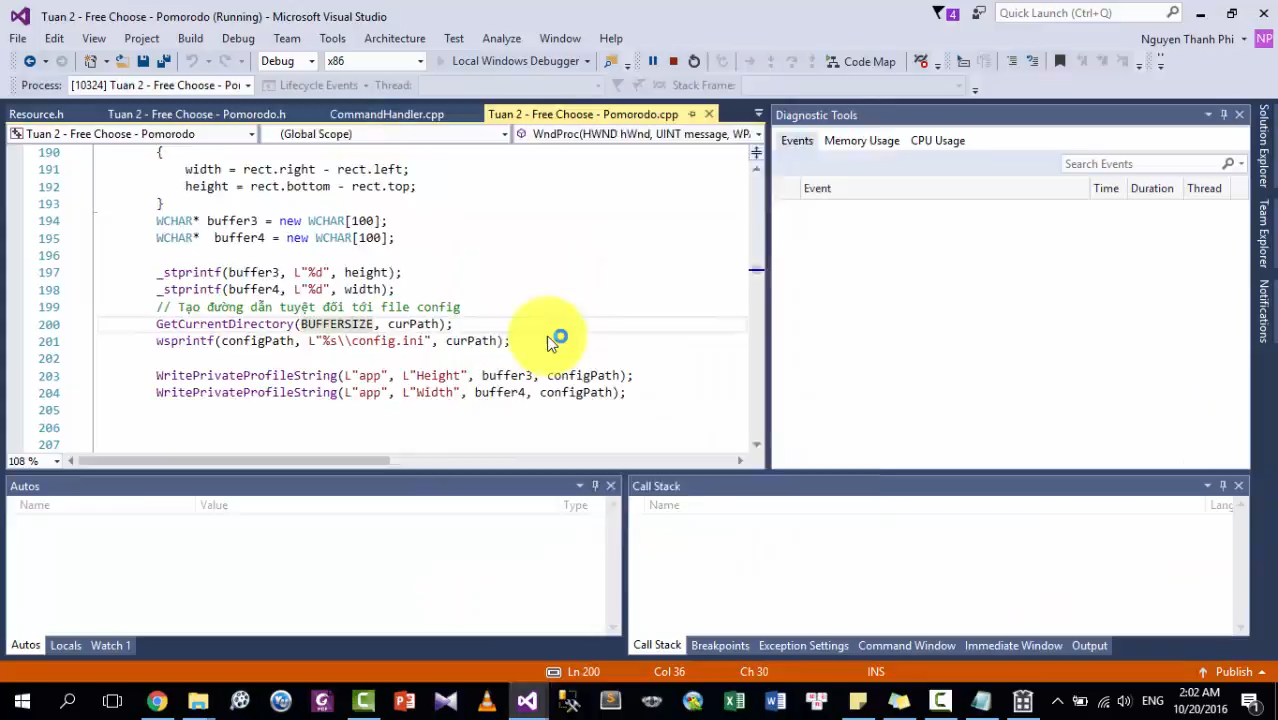 Tuan 2 - Free Choose - Pomorodo (Running) - Microsoft Visual Studio
4
Quick Launch (Ctrl+Q)
File Edit View Project Build Debug Team Tools Architecture Test Analyze Window Help
Nguyen Thanh Phi NP
Debug x86 Local Windows Debugger Code Map
Process: [10324] Tuan 2 - Free Choose - Po Lifecycle Events Thread: Stack Frame:
Resource.h Tuan 2 - Free Choose - Pomorodo.h CommandHandler.cpp Tuan 2 - Free Choose - Pomorodo.cpp
Tuan 2 - Free Choose - Pomorodo (Global Scope) WndProc(HWND hWnd, UINT message, WPA
190 {
191 width = rect.right - rect.left;
192 height = rect.bottom - rect.top;
193 }
194 WCHAR* buffer3 = new WCHAR[100];
195 WCHAR*  buffer4 = new WCHAR[100];
196
197 _stprintf(buffer3, L"%d", height);
198 _stprintf(buffer4, L"%d", width);
199 // Tạo đường dẫn tuyệt đối tới file config
200 GetCurrentDirectory(BUFFERSIZE, curPath);
201 wsprintf(configPath, L"%s\\config.ini", curPath);
202
203 WritePrivateProfileString(L"app", L"Height", buffer3, configPath);
204 WritePrivateProfileString(L"app", L"Width", buffer4, configPath);
205
206
207
108 %
Diagnostic Tools
Events Memory Usage CPU Usage
Search Events
Event Time Duration Thread
Solution Explorer
Team Explorer
Notifications
Autos
Name Value Type
Autos Locals Watch 1
Call Stack
Name Lang
Call Stack Breakpoints Exception Settings Command Window Immediate Window Output
Ln 200 Col 36 Ch 30 INS Publish
ENG
2:02 AM
10/20/2016
1